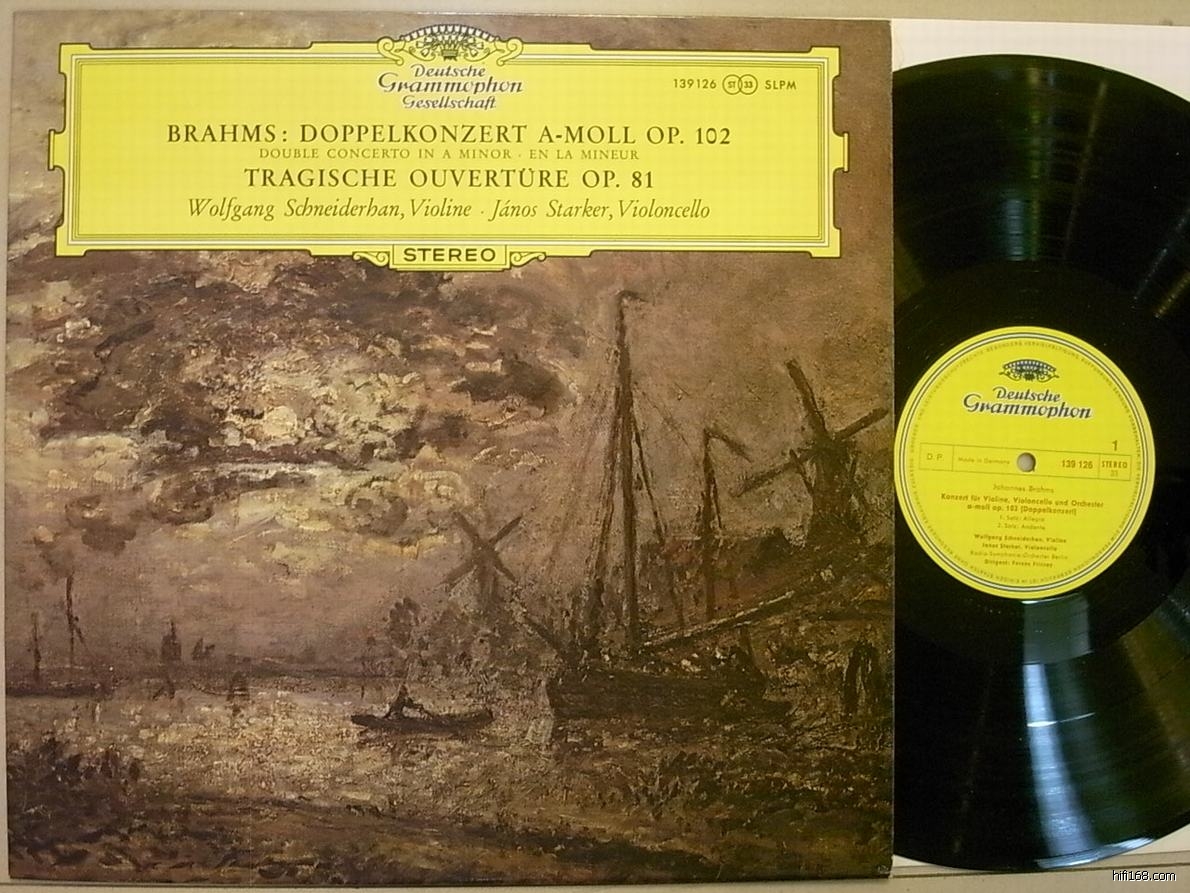 Deutsche
Grammophon
Gesellschaft
139126 ST 33 SLPM
BRAHMS: DOPPELKONZERT A-MOLL OP. 102
DOUBLE CONCERTO IN A MINOR · EN LA MINEUR
TRAGISCHE OUVERTÜRE OP. 81
Wolfgang Schneiderhan, Violine · János Starker, Violoncello
STEREO
Deutsche
Grammophon
1
D.P. Made in Germany 139 126 STEREO
33
Johannes Brahms
Konzert für Violine, Violoncello und Orchester
a-moll op. 102 (Doppelkonzert)
1. Satz: Allegro
2. Satz: Andante
Wolfgang Schneiderhan, Violine
Janos Starker, Violoncello
Radio-Symphonie-Orchester Berlin
Dirigent: Ferenc Fricsay
hifi168.com